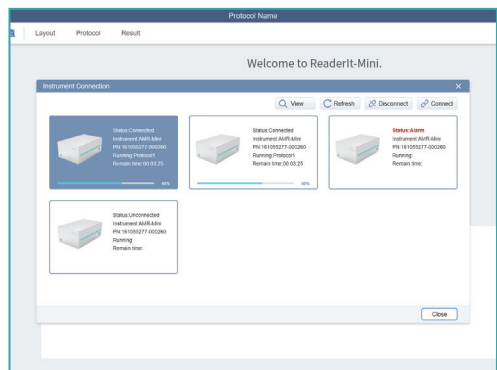 Protocol Name
Layout Protocol Result
Welcome to ReaderIt-Mini.
Instrument Connection
View Refresh Disconnect Connect
Status:Connected
Instrument:AMR-Mini
PN:161055277-000260
Running:Protocol1
Remain time:00:03:25
60%
Status:Connected
Instrument:AMR-Mini
PN:161055277-000260
Running:Protocol1
Remain time:00:03:25
60%
Status:Alarm
Instrument:AMR-Mini
PN:161055277-000260
Running:
Remain time:
Status:Unconnected
Instrument:AMR-Mini
PN:161055277-000260
Running:
Remain time:
Close